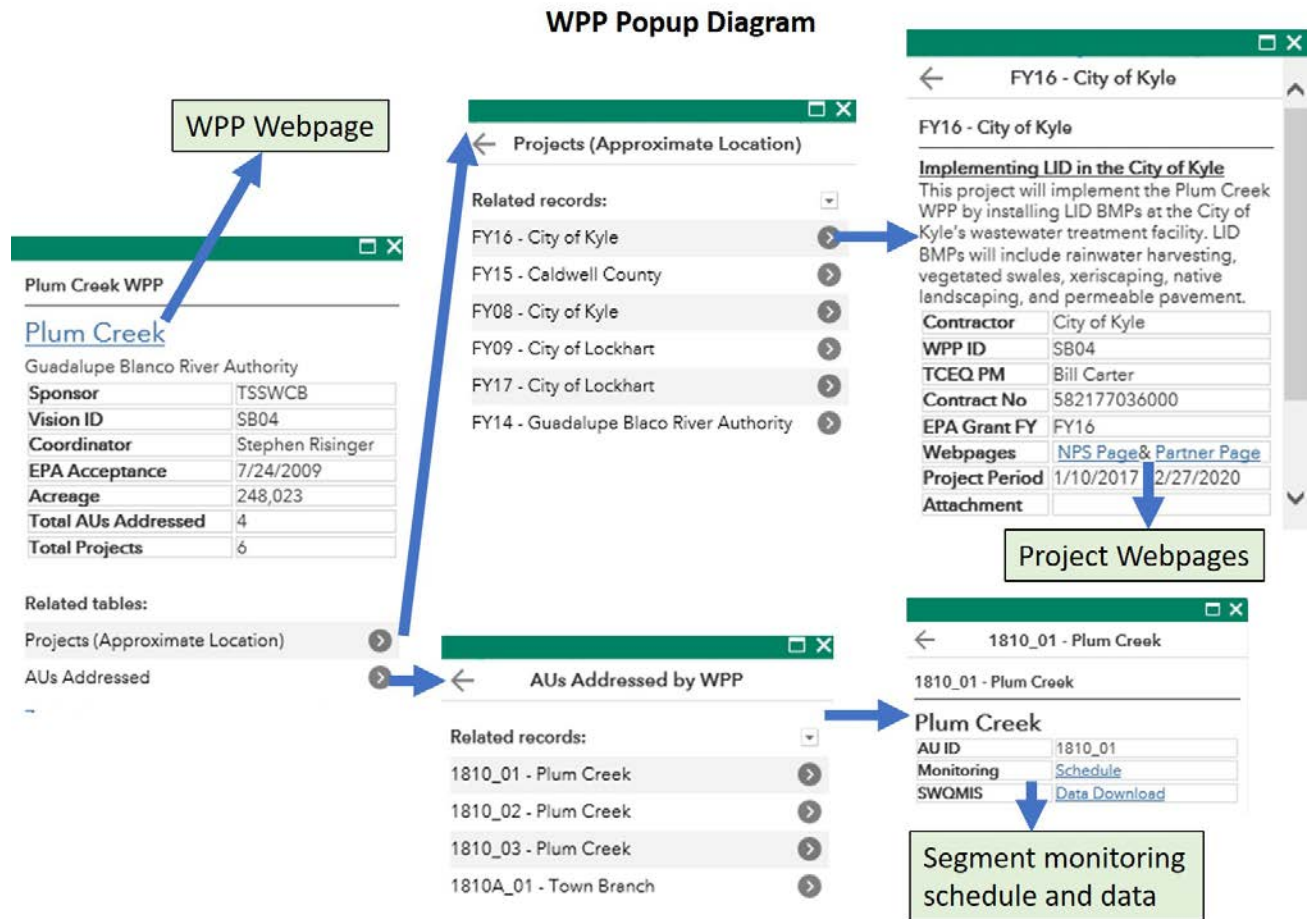 WPP Popup Diagram
WPP Webpage
Plum Creek WPP
Plum Creek
Guadalupe Blanco River Authority
Sponsor TSSWCB
Vision ID SB04
Coordinator Stephen Risinger
EPA Acceptance 7/24/2009
Acreage 248,023
Total AUs Addressed 4
Total Projects 6
Related tables:
Projects (Approximate Location)
AUs Addressed
Projects (Approximate Location)
Related records:
FY16 - City of Kyle
FY15 - Caldwell County
FY08 - City of Kyle
FY09 - City of Lockhart
FY17 - City of Lockhart
FY14 - Guadalupe Blaco River Authority
FY16 - City of Kyle
FY16 - City of Kyle
Implementing LID in the City of Kyle
This project will implement the Plum Creek
WPP by installing LID BMPs at the City of
Kyle's wastewater treatment facility. LID
BMPs will include rainwater harvesting,
vegetated swales, xeriscaping, native
landscaping, and permeable pavement.
Contractor City of Kyle
WPP ID SB04
TCEQ PM Bill Carter
Contract No 582177036000
EPA Grant FY FY16
Webpages NPS Page& Partner Page
Project Period 1/10/2017 2/27/2020
Attachment
Project Webpages
AUs Addressed by WPP
Related records:
1810_01 - Plum Creek
1810_02 - Plum Creek
1810_03 - Plum Creek
1810A_01 - Town Branch
1810_01 - Plum Creek
1810_01 - Plum Creek
Plum Creek
AU ID 1810_01
Monitoring Schedule
SWQMIS Data Download
Segment monitoring
schedule and data